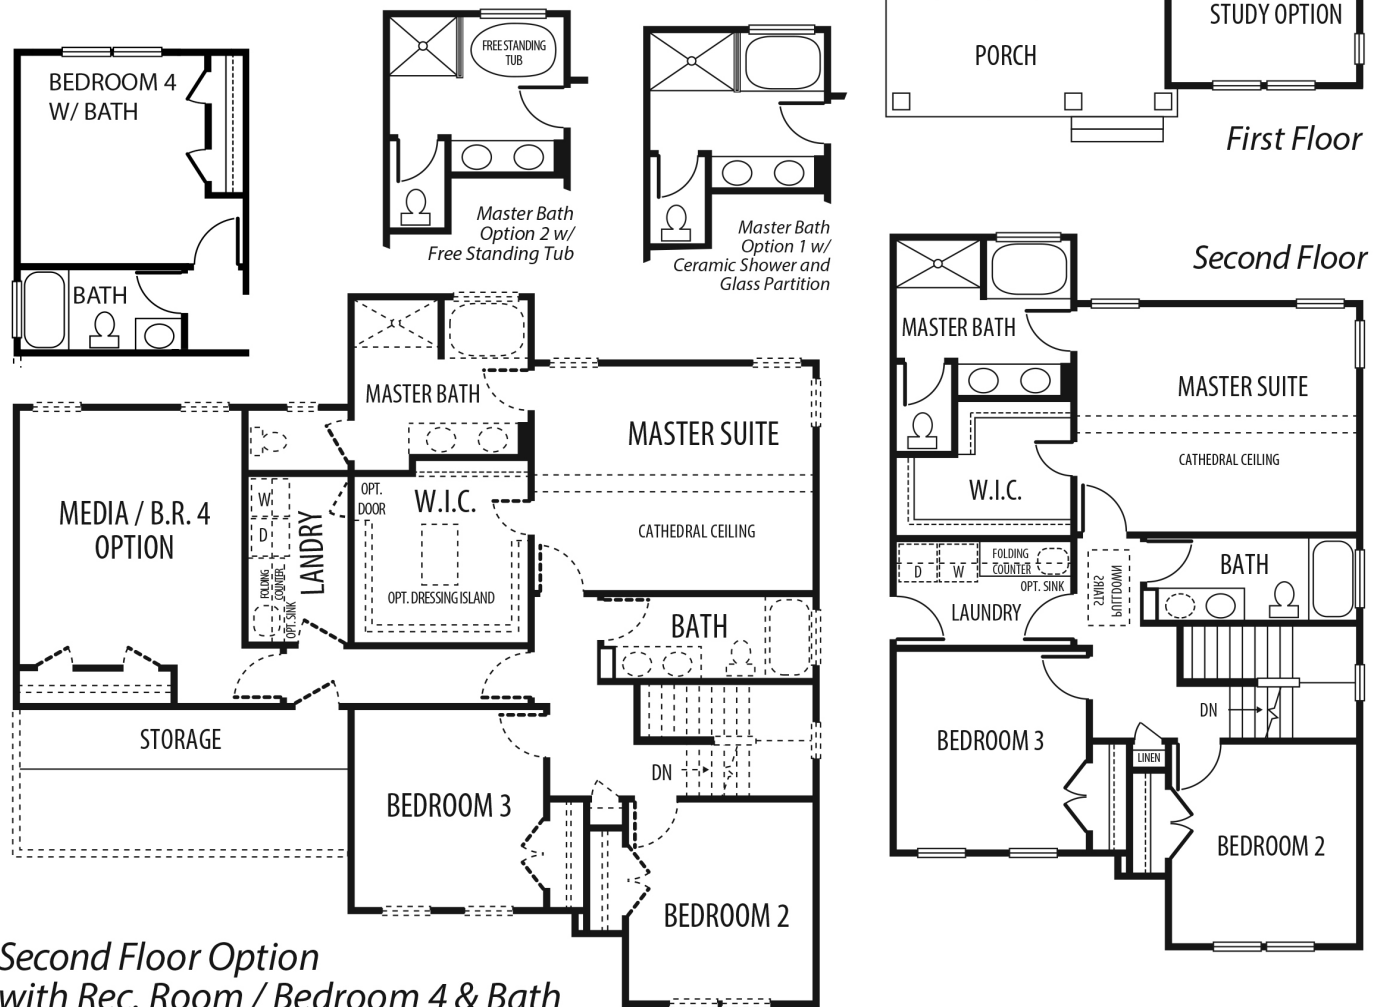 BEDROOM 4
W/ BATH
BATH
FREE STANDING
TUB
Master Bath
Option 2 w/
Free Standing Tub
Master Bath
Option 1 w/
Ceramic Shower and
Glass Partition
PORCH
STUDY OPTION
First Floor
Second Floor
MASTER BATH
MASTER SUITE
CATHEDRAL CEILING
W.I.C.
D
W
FOLDING
COUNTER
OPT. SINK
LAUNDRY
PULLDOWN
STAIRS
BATH
DN
LINEN
BEDROOM 3
BEDROOM 2
MASTER BATH
MASTER SUITE
CATHEDRAL CEILING
MEDIA / B.R. 4
OPTION
W
D
FOLDING
COUNTER
OPT. SINK
LANDRY
OPT.
DOOR
W.I.C.
OPT. DRESSING ISLAND
BATH
STORAGE
DN
BEDROOM 3
BEDROOM 2
Second Floor Option
with Rec. Room / Bedroom 4 & Bath